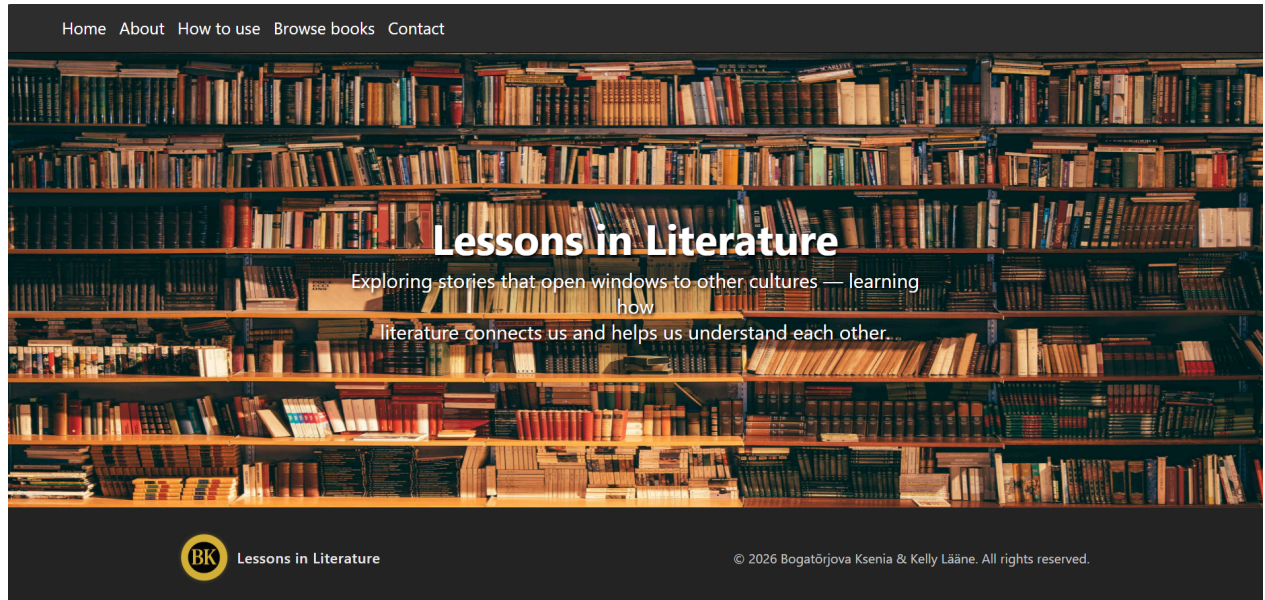 Home About How to use Browse books Contact
Lessons in Literature
Exploring stories that open windows to other cultures — learning
how
literature connects us and helps us understand each other.
BK Lessons in Literature
© 2026 Bogatõrjova Ksenia & Kelly Lääne. All rights reserved.